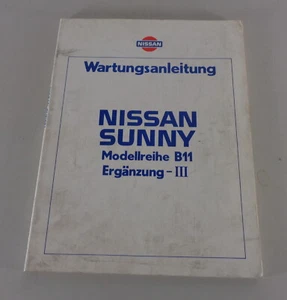 NISSAN
Wartungsanleitung
NISSAN
SUNNY
Modellreihe B11
Ergänzung - III